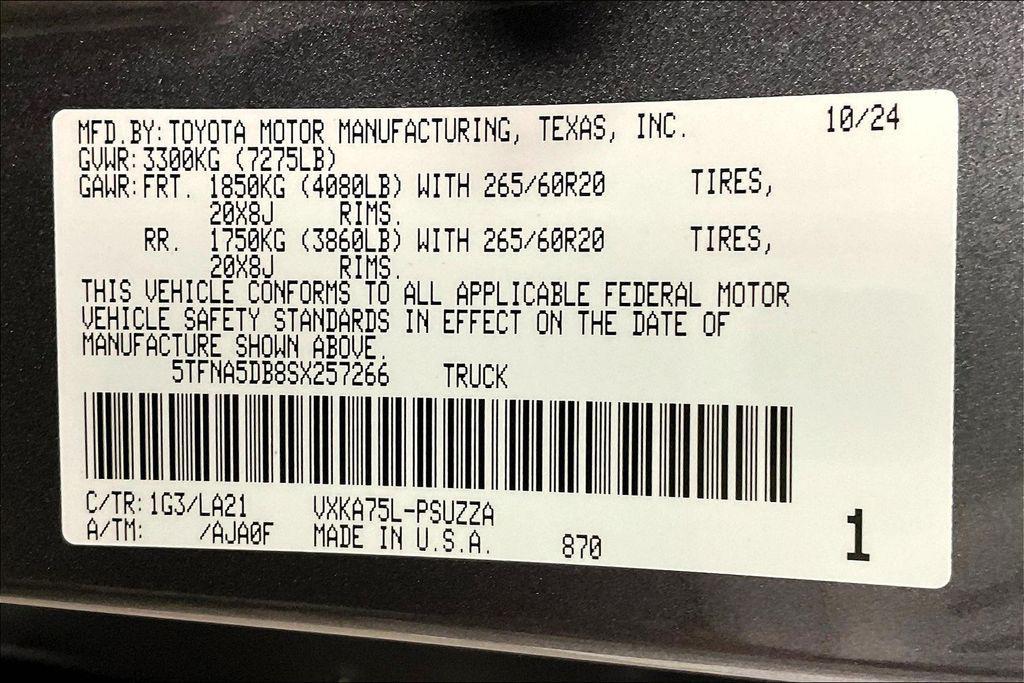 MFD.BY:TOYOTA MOTOR MANUFACTURING, TEXAS, INC. 10/24
GVWR:3300KG (7275LB)
GAWR:FRT. 1850KG (4080LB) WITH 265/60R20 TIRES,
20X8J RIMS.
RR. 1750KG (3860LB) WITH 265/60R20 TIRES,
20X8J RIMS.
THIS VEHICLE CONFORMS TO ALL APPLICABLE FEDERAL MOTOR
VEHICLE SAFETY STANDARDS IN EFFECT ON THE DATE OF
MANUFACTURE SHOWN ABOVE.
5TFNA5DB8SX257266 TRUCK
C/TR:1G3/LA21 VXKA75L-PSUZZA
A/TM: /AJA0F MADE IN U.S.A. 870 1